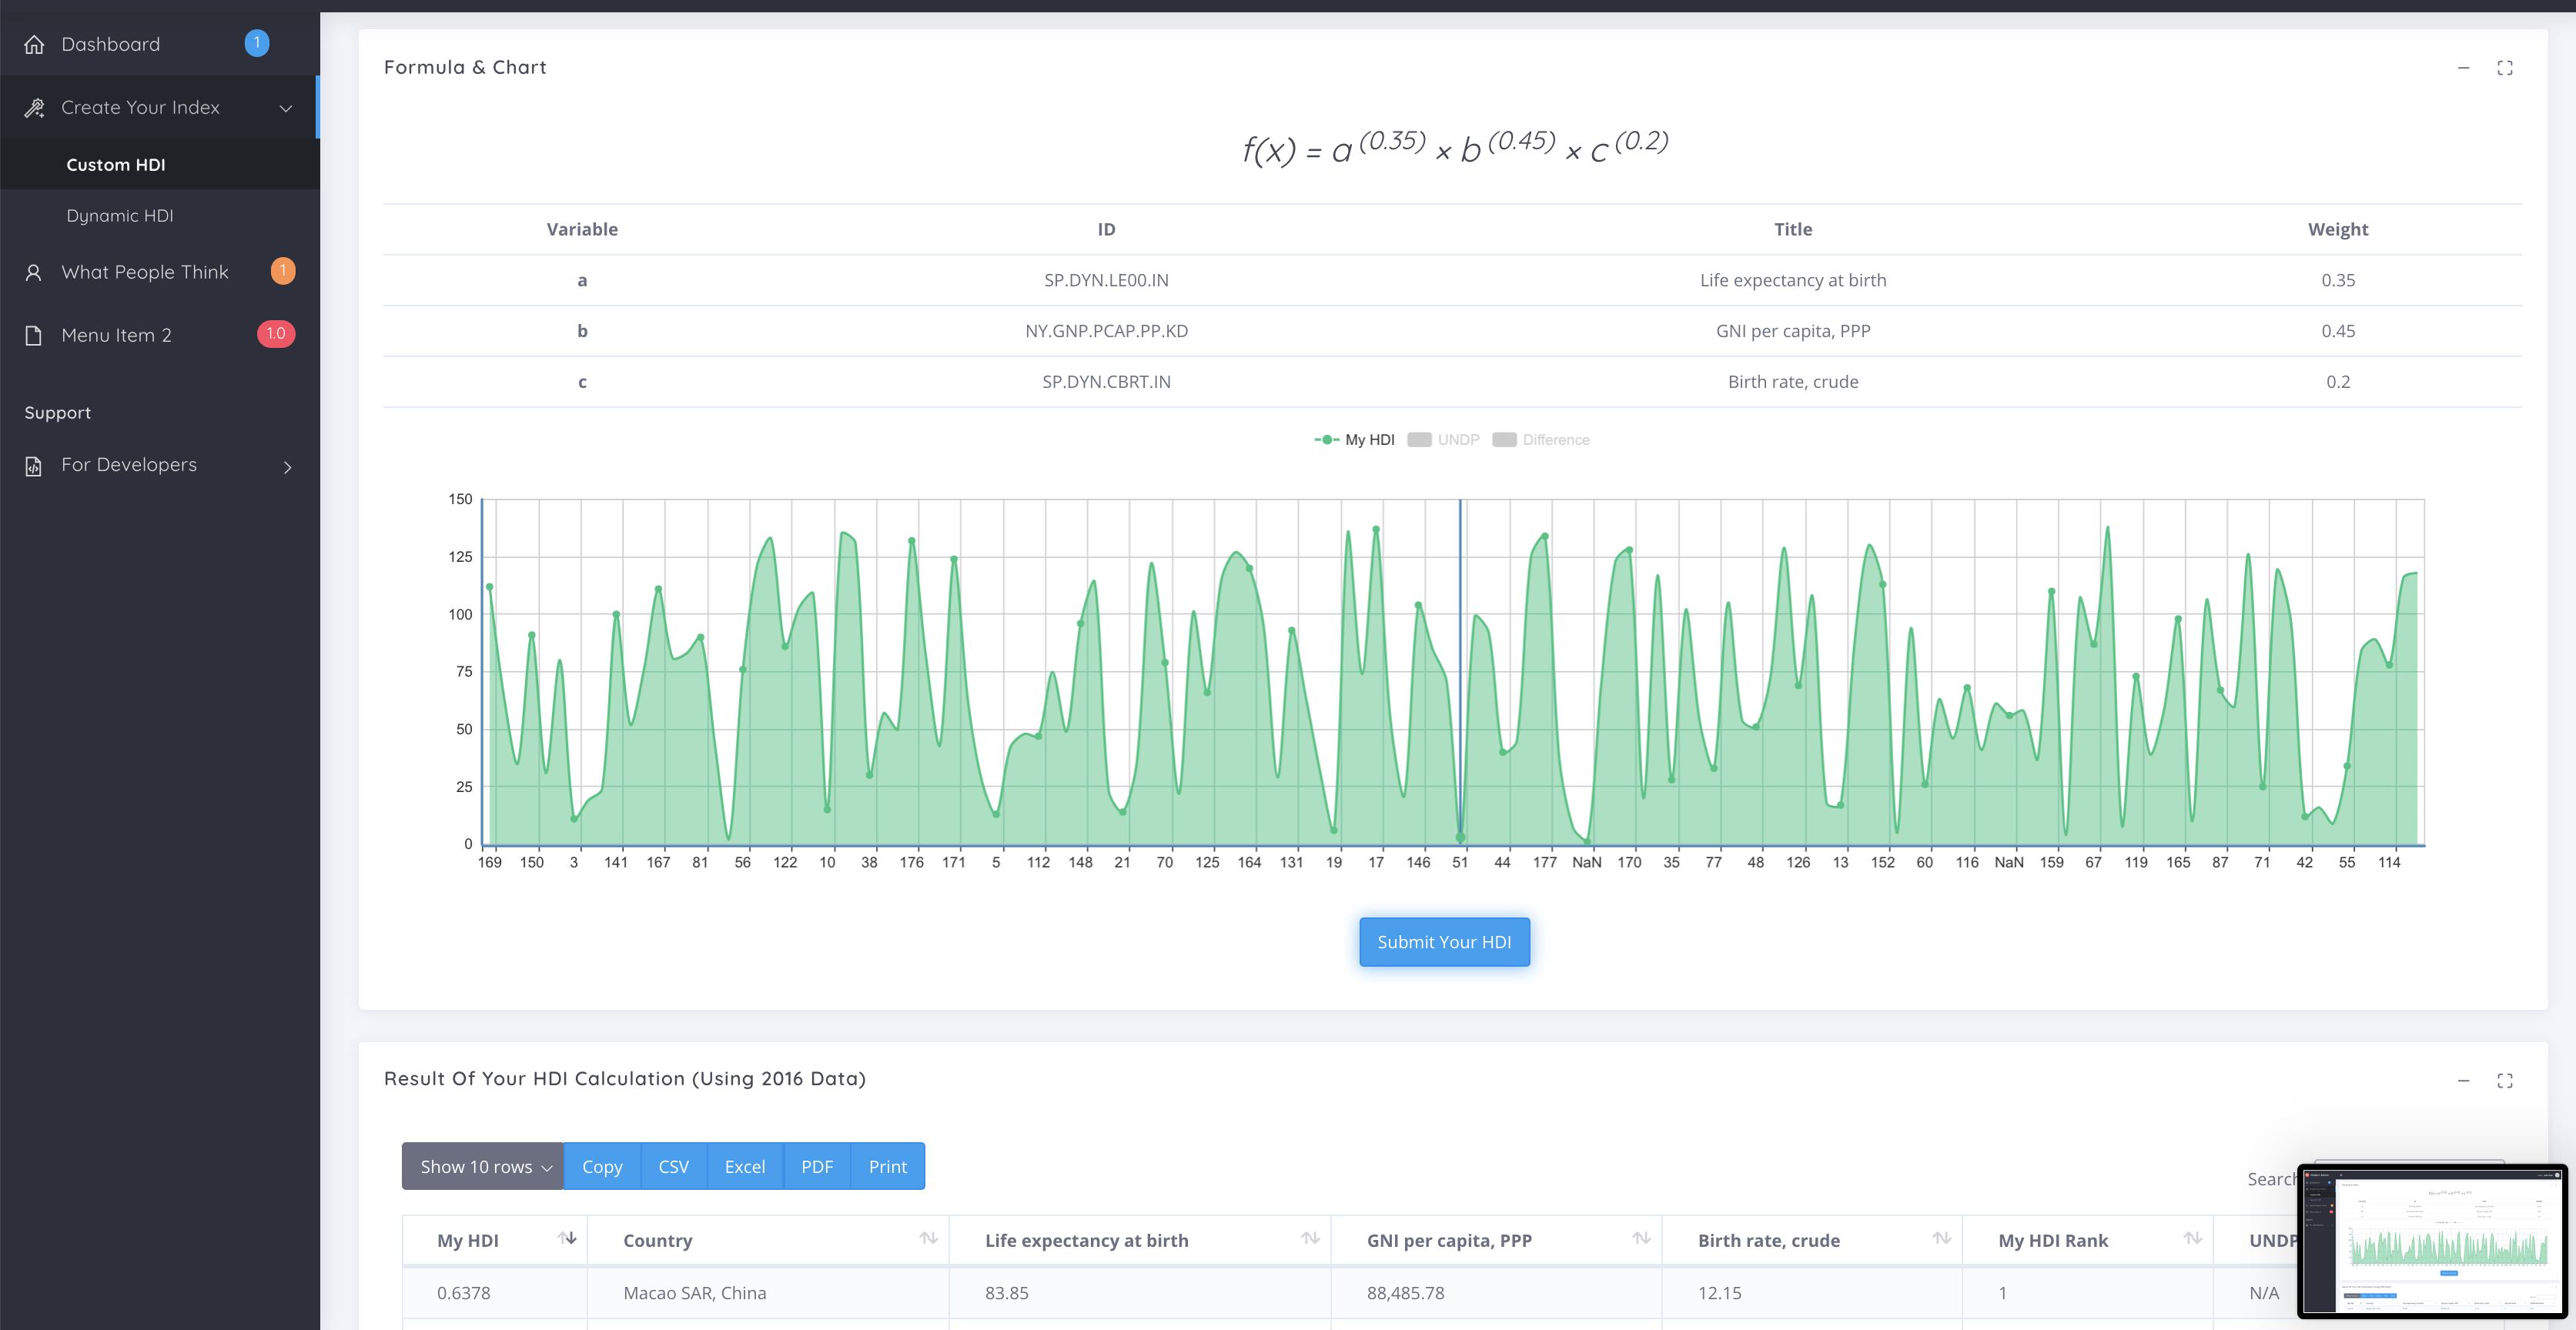 Dashboard 1
Create Your Index
Custom HDI
Dynamic HDI
What People Think 1
Menu Item 2 1.0
Support
For Developers
Formula & Chart
f(x) = a (0.35) × b (0.45) × c (0.2)
Variable ID Title Weight
a SP.DYN.LE00.IN Life expectancy at birth 0.35
b NY.GNP.PCAP.PP.KD GNI per capita, PPP 0.45
c SP.DYN.CBRT.IN Birth rate, crude 0.2
My HDI UNDP Difference
150
125
100
75
50
25
0
169 150 3 141 167 81 56 122 10 38 176 171 5 112 148 21 70 125 164 131 19 17 146 51 44 177 NaN 170 35 77 48 126 13 152 60 116 NaN 159 67 119 165 87 71 42 55 114
Submit Your HDI
Result Of Your HDI Calculation (Using 2016 Data)
Show 10 rows Copy CSV Excel PDF Print
Search
My HDI Country Life expectancy at birth GNI per capita, PPP Birth rate, crude My HDI Rank UNDP
0.6378 Macao SAR, China 83.85 88,485.78 12.15 1 N/A